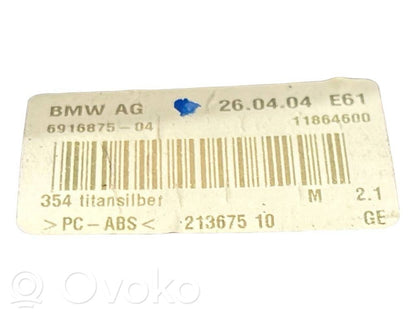 BMW AG 26.04.04 E61
6916875-04 11864600
354 titansilber M 2.1
>PC-ABS< 213675 10 GE
OVOKO
OVOKO